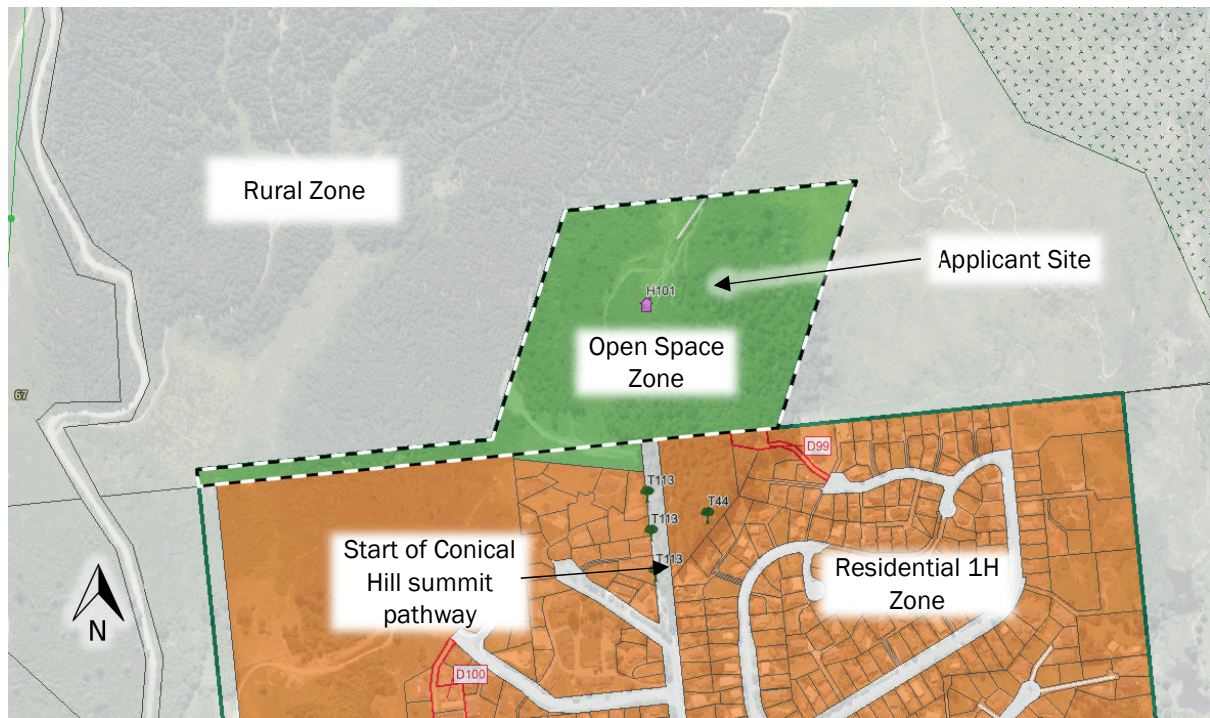 Rural Zone
Applicant Site
H101
Open Space
Zone
67
D99
T113
T44
T113
Start of Conical
Hill summit
pathway
T113
Residential 1H
Zone
N
D100